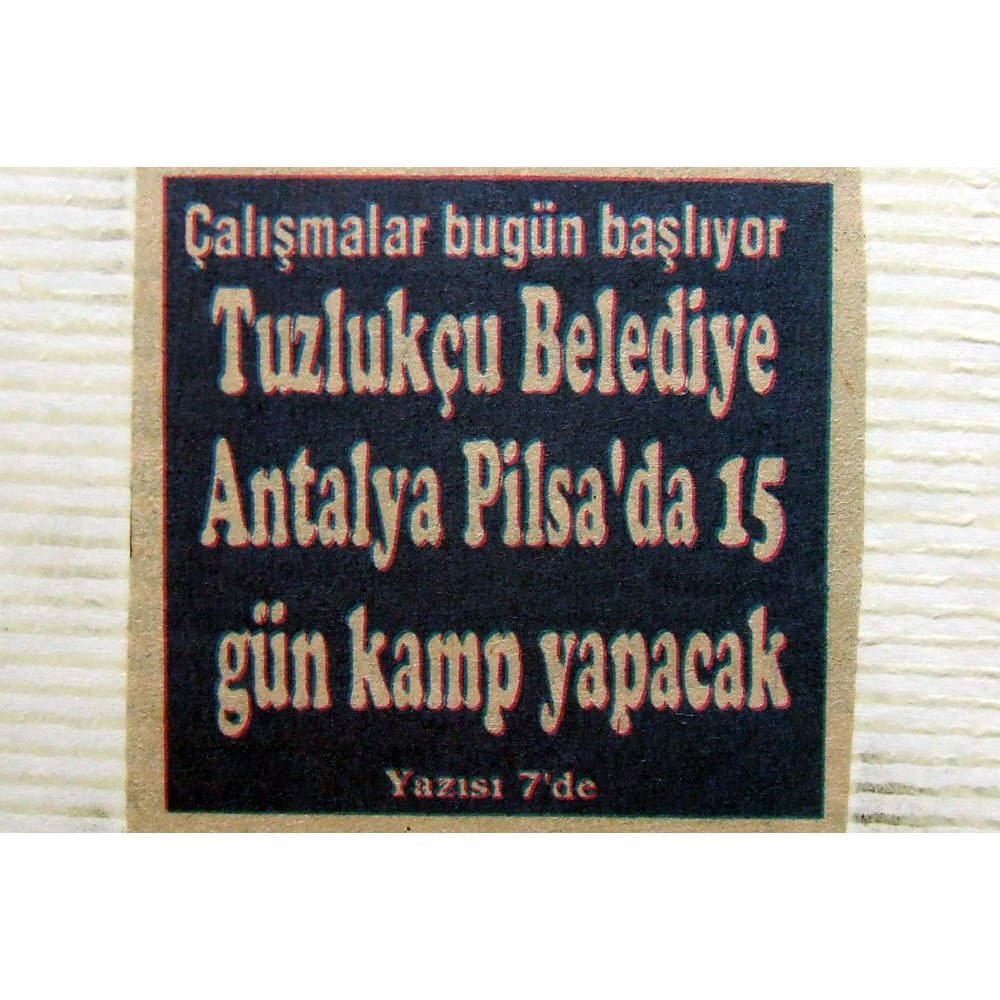 Çalışmalar bugün başlıyor
Tuzlukçu Belediye
Antalya Pilsa'da 15
gün kamp yapacak
Yazısı 7'de